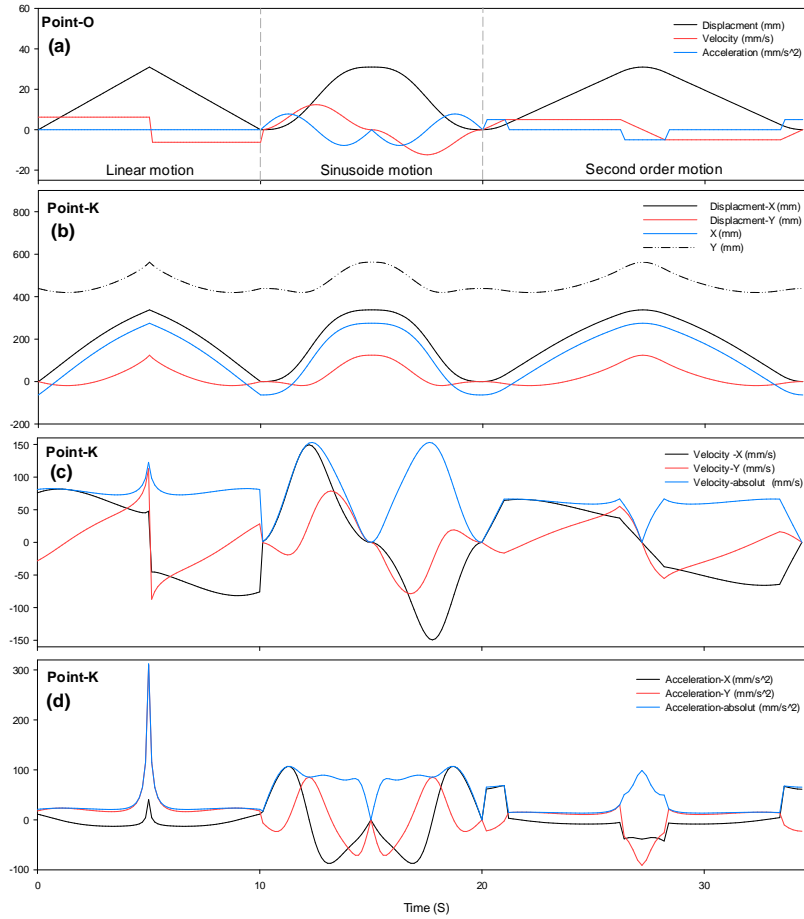 Point-O
(a)
Displacment (mm)
Velocity (mm/s)
Acceleration (mm/s^2)
60
40
20
0
-20
Linear motion
Sinusoide motion
Second order motion
Point-K
(b)
Displacment-X (mm)
Displacment-Y (mm)
X (mm)
Y (mm)
800
600
400
200
0
-200
Point-K
(c)
Velocity -X (mm/s)
Velocity-Y (mm/s)
Velocity-absolut (mm/s)
150
100
50
0
-50
-100
-150
Point-K
(d)
Acceleration-X (mm/s^2)
Acceleration-Y (mm/s^2)
Acceleration-absolut (mm/s^2)
300
200
100
0
-100
0
10
20
30
Time (S)